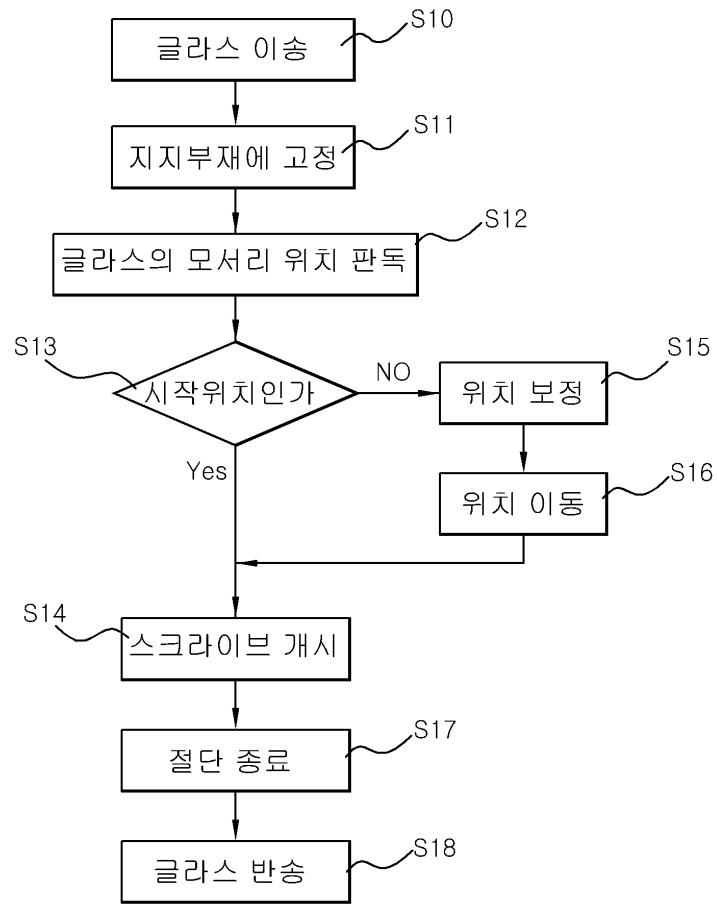 S10
글라스 이송
S11
지지부재에 고정
S12
글라스의 모서리 위치 판독
S13
시작위치인가
NO
S15
위치 보정
Yes
S16
위치 이동
S14
스크라이브 개시
S17
절단 종료
S18
글라스 반송